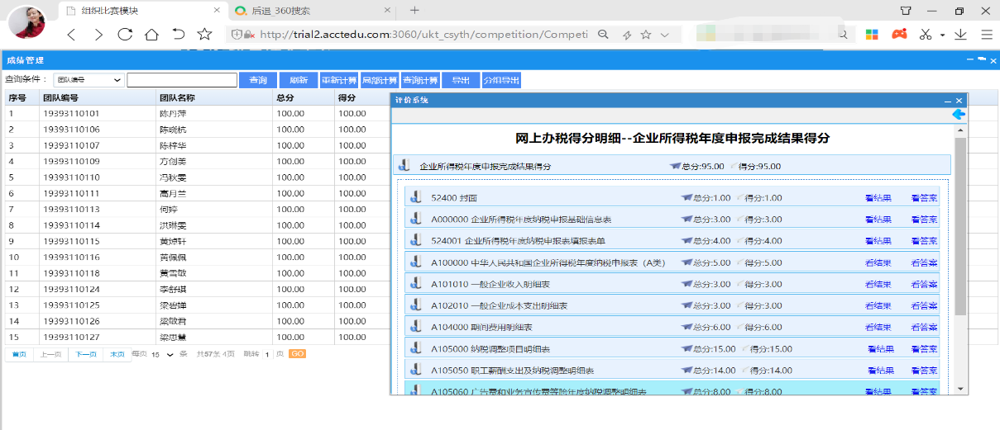 组织比赛模块
后退_360搜索
http://trial2.acctedu.com:3060/ukt_csyth/competition/Competi
成绩管理
查询条件： 团队编号 查询 刷新 重新计算 局部计算 查询计算 导出 分组导出
序号 团队编号 团队名称 总分 得分
1 19393110101 陈丹萍 100.00 100.00
2 19393110106 陈晓杭 100.00 100.00
3 19393110107 陈梓华 100.00 100.00
4 19393110109 方创美 100.00 100.00
5 19393110110 冯秋雯 100.00 100.00
6 19393110111 高月兰 100.00 100.00
7 19393110113 何婷 100.00 100.00
8 19393110114 洪琳雯 100.00 100.00
9 19393110115 黄婥轩 100.00 100.00
10 19393110116 黄佩佩 100.00 100.00
11 19393110118 黄雪敏 100.00 100.00
12 19393110124 李舒琪 100.00 100.00
13 19393110125 梁碧婵 100.00 100.00
14 19393110126 梁敏君 100.00 100.00
15 19393110127 梁思慧 100.00 100.00
首页 上一页 下一页 末页 每页 15 条 共57条 4页 跳转 1 页 GO
评价系统
网上办税得分明细--企业所得税年度申报完成结果得分
企业所得税年度申报完成结果得分 总分:95.00 得分:95.00
52400 封面 总分:1.00 得分:1.00 看结果 看答案
A000000 企业所得税年度纳税申报基础信息表 总分:3.00 得分:3.00 看结果 看答案
524001 企业所得税年度纳税申报表填报表单 总分:4.00 得分:4.00 看结果 看答案
A100000 中华人民共和国企业所得税年度纳税申报表（A类） 总分:5.00 得分:5.00 看结果 看答案
A101010 一般企业收入明细表 总分:3.00 得分:3.00 看结果 看答案
A102010 一般企业成本支出明细表 总分:3.00 得分:3.00 看结果 看答案
A104000 期间费用明细表 总分:6.00 得分:6.00 看结果 看答案
A105000 纳税调整项目明细表 总分:15.00 得分:15.00 看结果 看答案
A105050 职工薪酬支出及纳税调整明细表 总分:14.00 得分:14.00 看结果 看答案
A105060 广告费和业务宣传费等跨年度纳税调整明细表 总分:8.00 得分:8.00 看结果 看答案